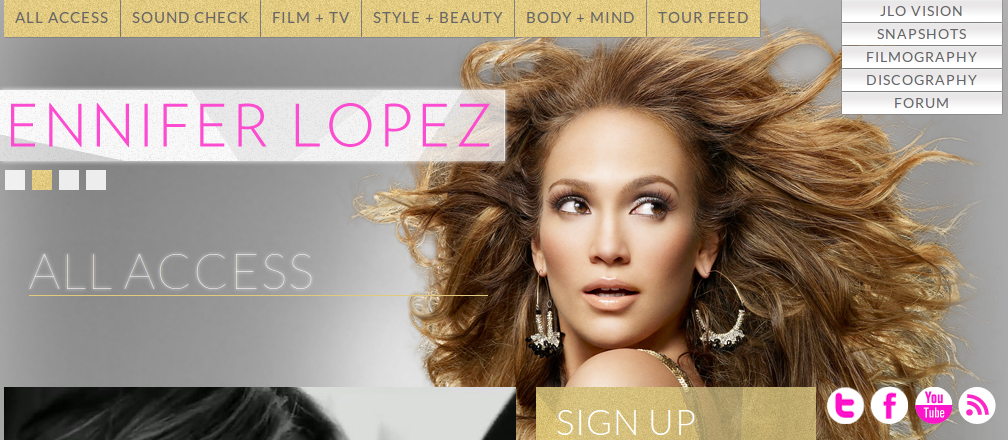 ALL ACCESS
SOUND CHECK
FILM + TV
STYLE + BEAUTY
BODY + MIND
TOUR FEED
JLO VISION
SNAPSHOTS
FILMOGRAPHY
DISCOGRAPHY
FORUM
ENNIFER LOPEZ
ALL ACCESS
SIGN UP
You
Tube